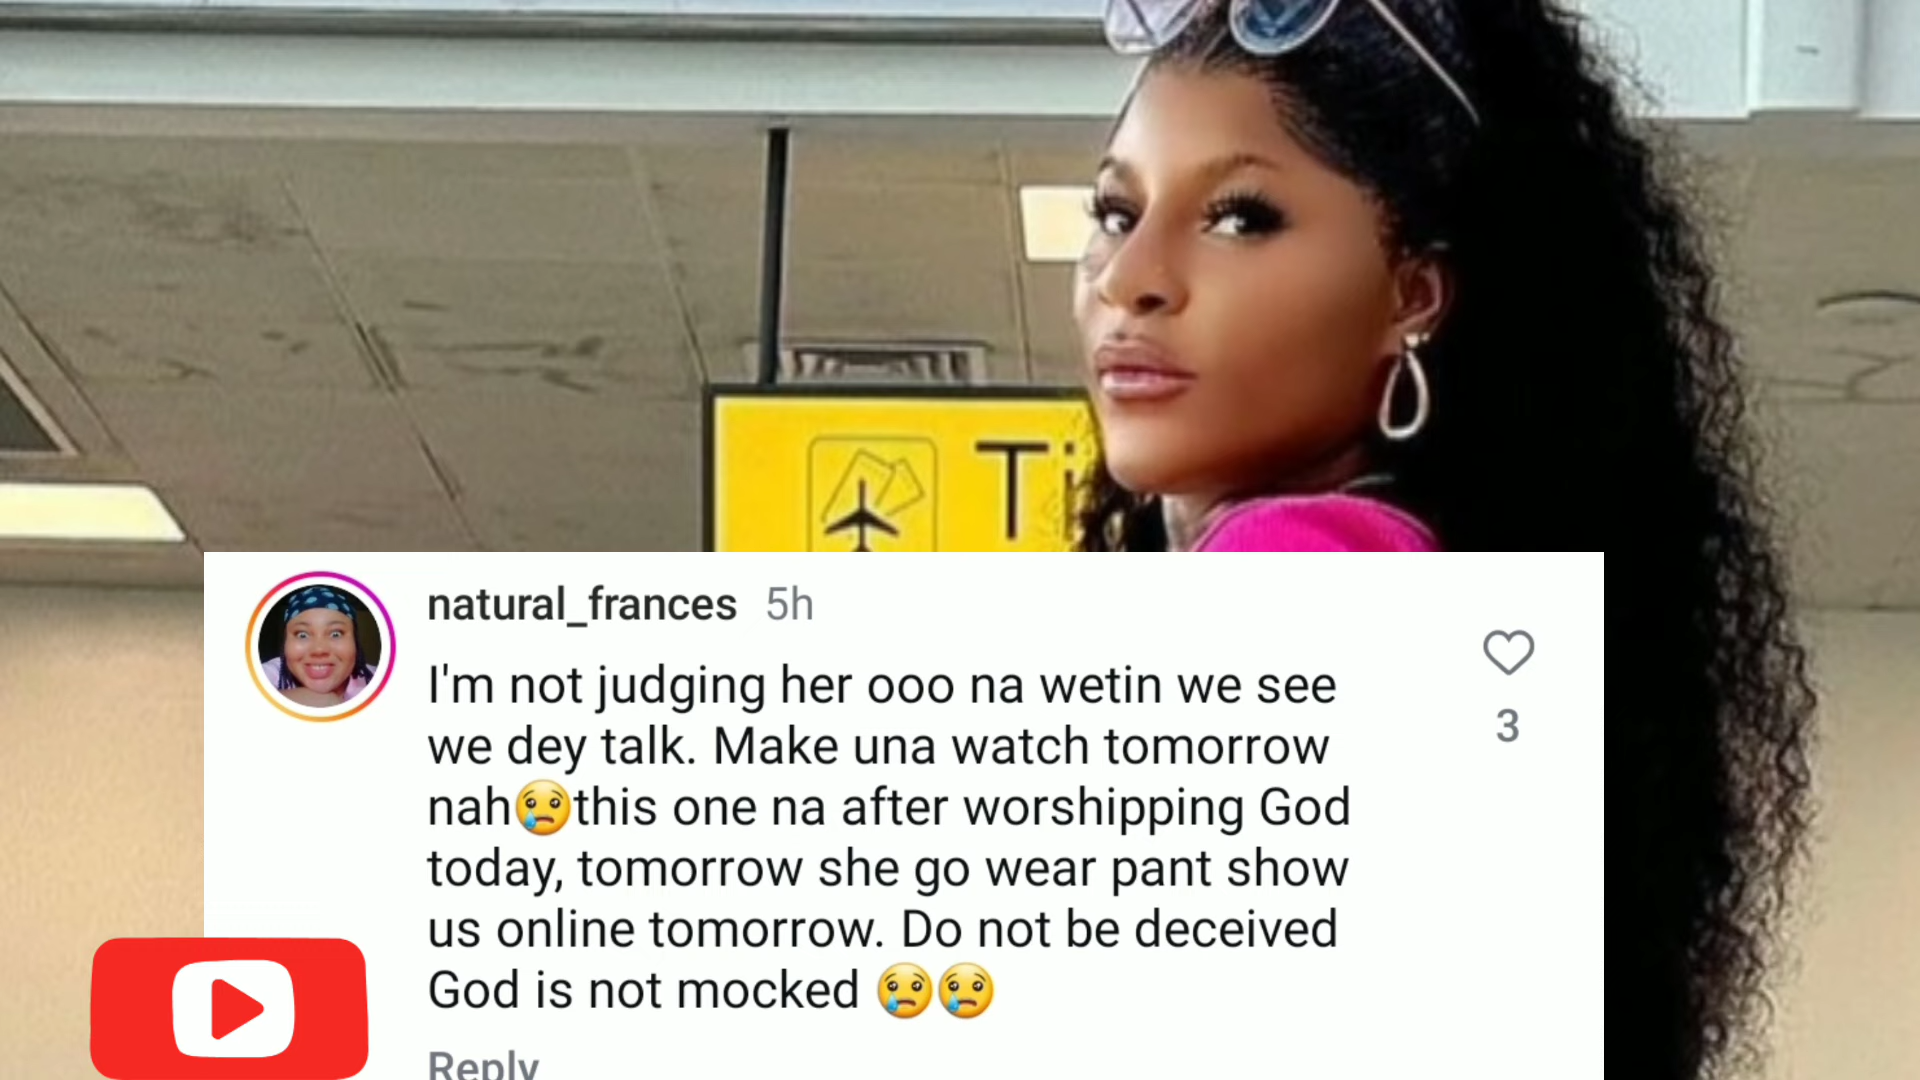 Ti
natural_frances 5h
I'm not judging her ooo na wetin we see
we dey talk. Make una watch tomorrow
nah😢this one na after worshipping God
today, tomorrow she go wear pant show
us online tomorrow. Do not be deceived
God is not mocked 😢😢
3
Reply